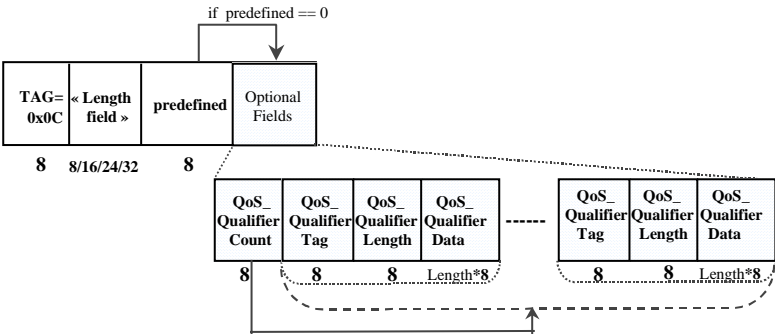 if predefined == 0
TAG=
0x0C
« Length
field »
predefined
Optional
Fields
8
8/16/24/32
8
QoS_
Qualifier
Count
QoS_
Qualifier
Tag
QoS_
Qualifier
Length
QoS_
Qualifier
Data
QoS_
Qualifier
Tag
QoS_
Qualifier
Length
QoS_
Qualifier
Data
8
8
8
Length*8
8
8
Length*8